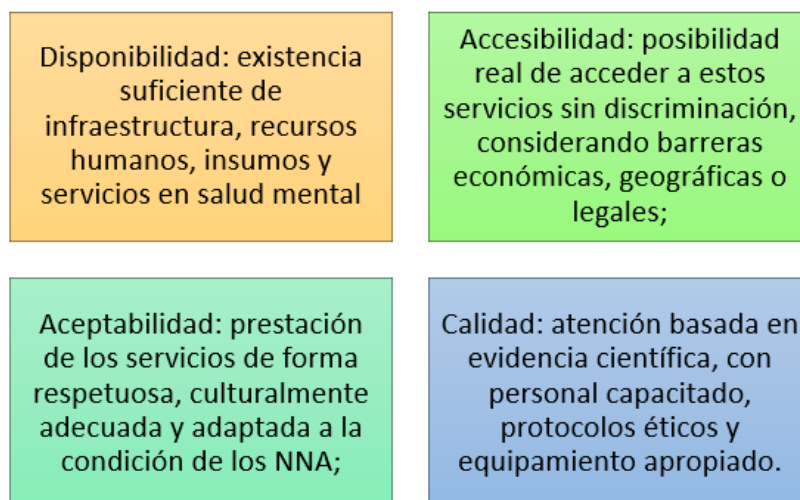 Disponibilidad: existencia
suficiente de
infraestructura, recursos
humanos, insumos y
servicios en salud mental
Accesibilidad: posibilidad
real de acceder a estos
servicios sin discriminación,
considerando barreras
económicas, geográficas o
legales;
Aceptabilidad: prestación
de los servicios de forma
respetuosa, culturalmente
adecuada y adaptada a la
condición de los NNA;
Calidad: atención basada en
evidencia científica, con
personal capacitado,
protocolos éticos y
equipamiento apropiado.